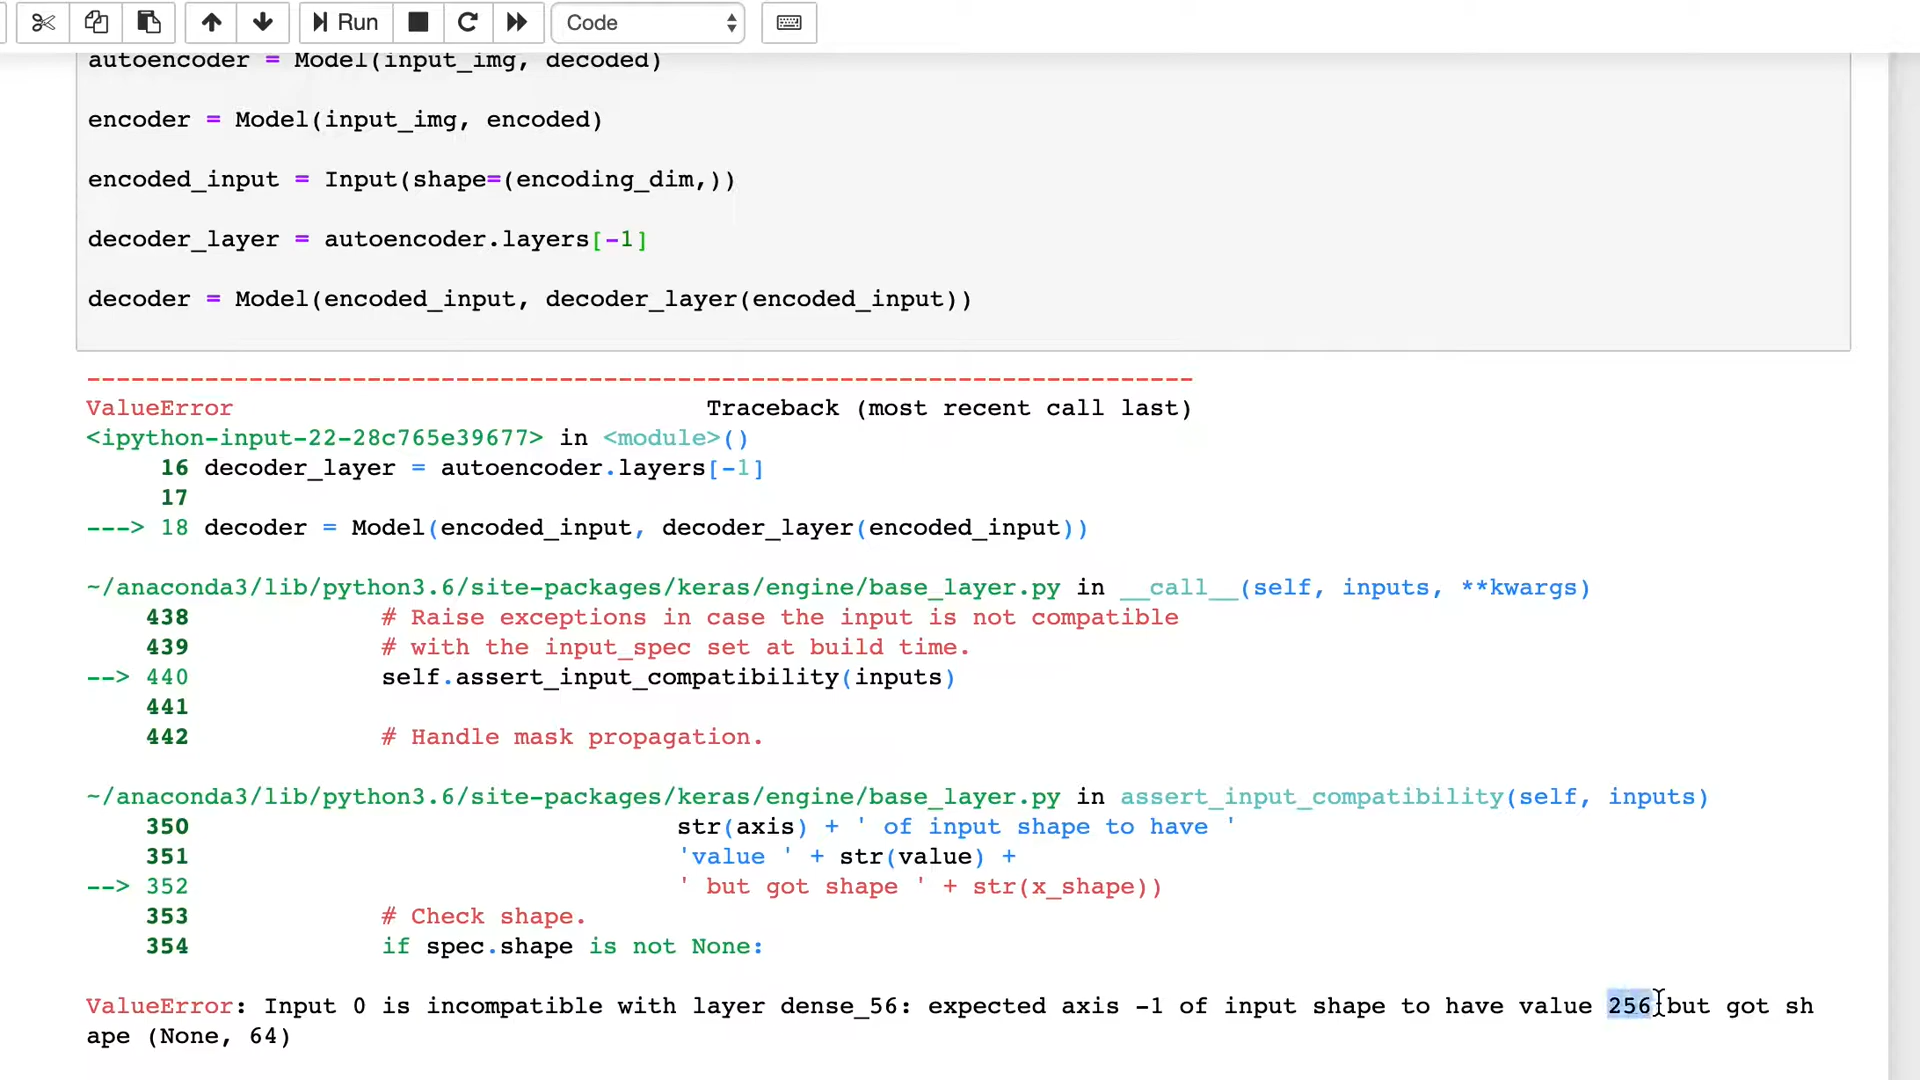 Run Code
autoencoder = Model(input_img, decoded)
encoder = Model(input_img, encoded)
encoded_input = Input(shape=(encoding_dim,))
decoder_layer = autoencoder.layers[-1]
decoder = Model(encoded_input, decoder_layer(encoded_input))
---------------------------------------------------------------------------
ValueError                                Traceback (most recent call last)
<ipython-input-22-28c765e39677> in <module>()
     16 decoder_layer = autoencoder.layers[-1]
     17
---> 18 decoder = Model(encoded_input, decoder_layer(encoded_input))
~/anaconda3/lib/python3.6/site-packages/keras/engine/base_layer.py in __call__(self, inputs, **kwargs)
    438             # Raise exceptions in case the input is not compatible
    439             # with the input_spec set at build time.
--> 440             self.assert_input_compatibility(inputs)
    441
    442             # Handle mask propagation.
~/anaconda3/lib/python3.6/site-packages/keras/engine/base_layer.py in assert_input_compatibility(self, inputs)
    350                                 str(axis) + ' of input shape to have '
    351                                 'value ' + str(value) +
--> 352                                 ' but got shape ' + str(x_shape))
    353             # Check shape.
    354             if spec.shape is not None:
ValueError: Input 0 is incompatible with layer dense_56: expected axis -1 of input shape to have value 256 but got sh
ape (None, 64)